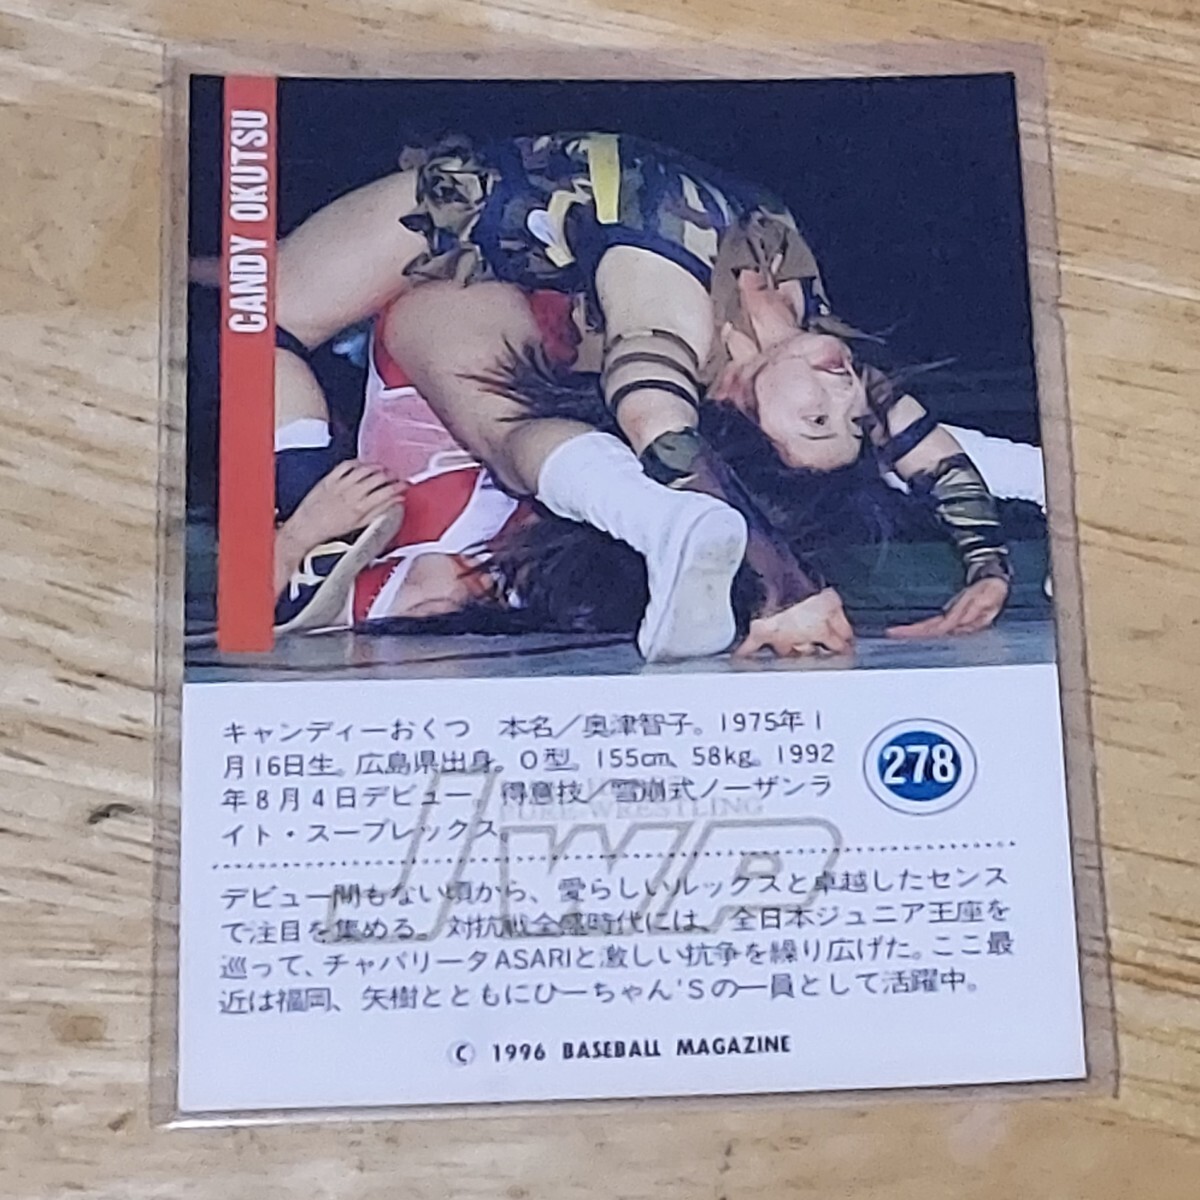 CANDY OKUTSU
キャンディーおくつ　本名／奥津智子。1975年1
月16日生。広島県出身。O型。155cm、58kg。1992
年8月4日デビュー。得意技／雪崩式ノーザンラ
イト・スープレックス。
278
PURE-WRESTLING
JWP
デビュー間もない頃から、愛らしいルックスと卓越したセンス
で注目を集める。対抗戦全盛時代には、全日本ジュニア王座を
巡って、チャパリータASARIと激しい抗争を繰り広げた。ここ最
近は福岡、矢樹とともにひーちゃん'Sの一員として活躍中。
© 1996 BASEBALL MAGAZINE